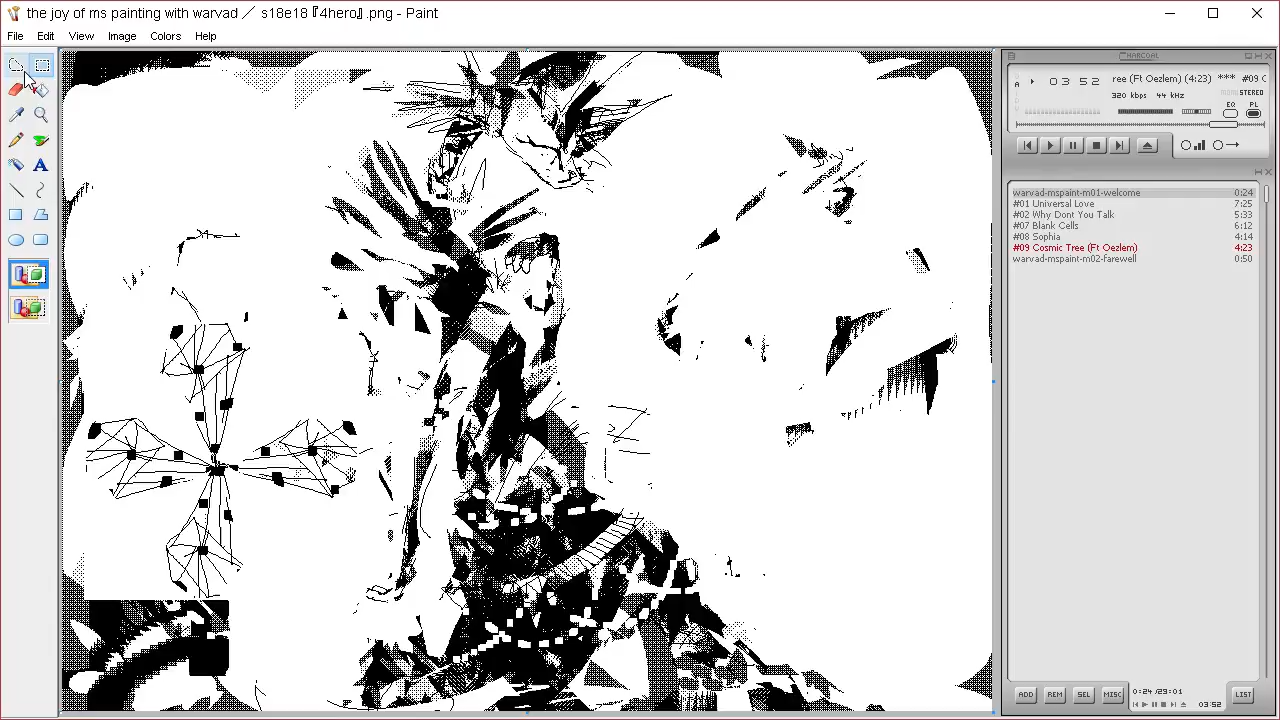 the joy of ms painting with warvad ／ s18e18『4hero』.png - Paint
File Edit View Image Colors Help
CHARCOAL
03 52
ree (Ft Oezlem) (4:23) *** #09 C
320 kbps 44 kHz
STEREO
EQ PL
warvad-mspaint-m01-welcome 0:24
#01 Universal Love 7:25
#02 Why Dont You Talk 5:33
#07 Blank Cells 6:12
#08 Sophia 4:14
#09 Cosmic Tree (Ft Oezlem) 4:23
warvad-mspaint-m02-farewell 0:50
ADD REM SEL MISC 0:24/29:01 LIST
03:52